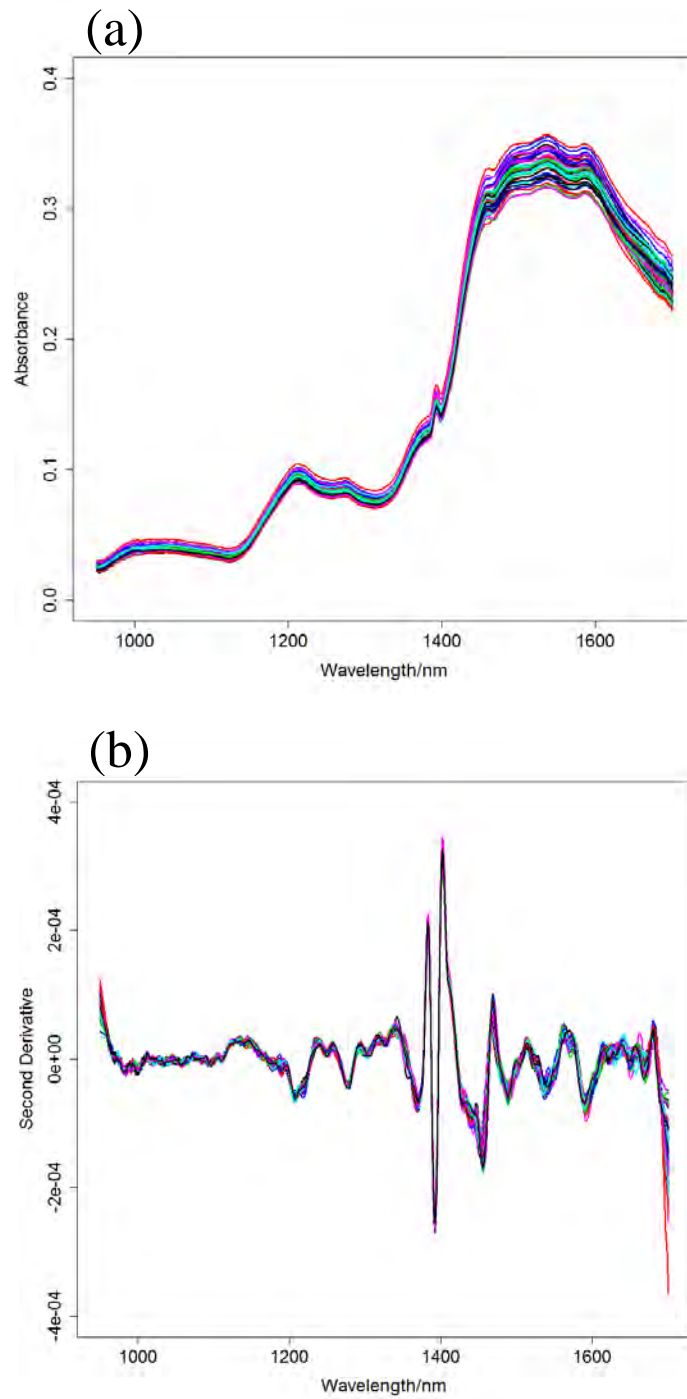 (a)
0.4
0.3
0.2
0.1
0.0
Absorbance
1000 1200 1400 1600
Wavelength/nm
(b)
4e-04
2e-04
0e+00
-2e-04
-4e-04
Second Derivative
1000 1200 1400 1600
Wavelength/nm